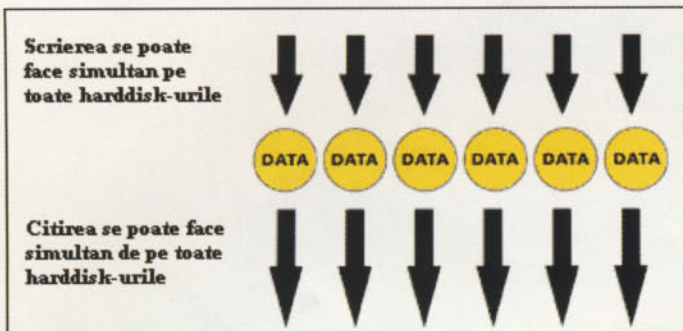 Scrierea se poate
face simultan pe
toate harddisk-urile
DATA DATA DATA DATA DATA DATA
Citirea se poate face
simultan de pe toate
harddisk-urile